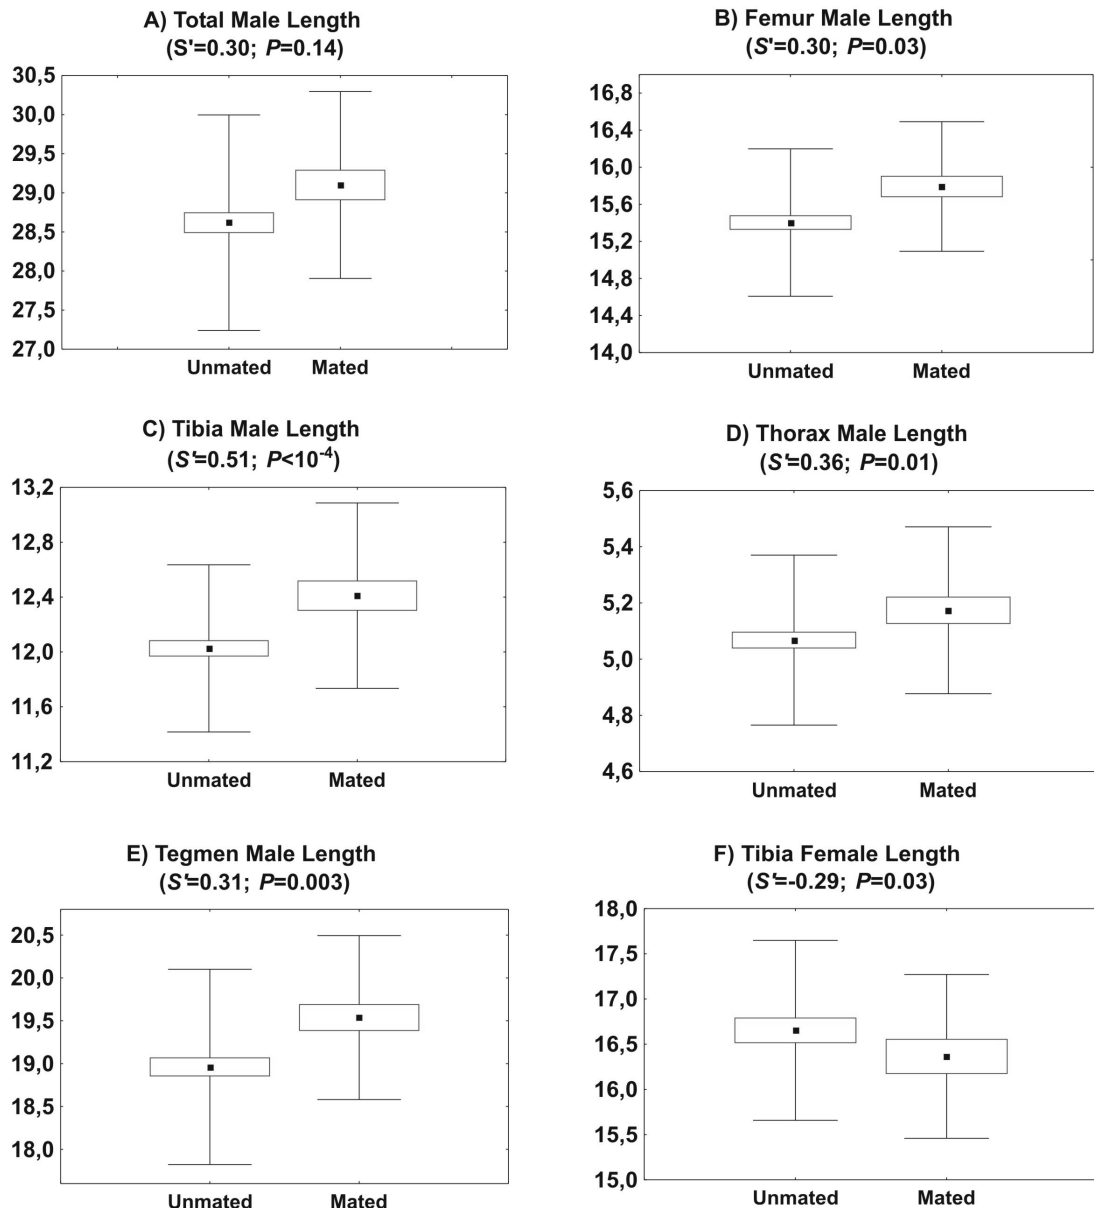 A) Total Male Length
(S'=0.30; P=0.14)
30,5
30,0
29,5
29,0
28,5
28,0
27,5
27,0
Unmated Mated
B) Femur Male Length
(S'=0.30; P=0.03)
16,8
16,4
16,0
15,6
15,2
14,8
14,4
14,0
Unmated Mated
C) Tibia Male Length
(S'=0.51; P<10-4)
13,2
12,8
12,4
12,0
11,6
11,2
Unmated Mated
D) Thorax Male Length
(S'=0.36; P=0.01)
5,6
5,4
5,2
5,0
4,8
4,6
Unmated Mated
E) Tegmen Male Length
(S'=0.31; P=0.003)
20,5
20,0
19,5
19,0
18,5
18,0
Unmated Mated
F) Tibia Female Length
(S'=-0.29; P=0.03)
18,0
17,5
17,0
16,5
16,0
15,5
15,0
Unmated Mated